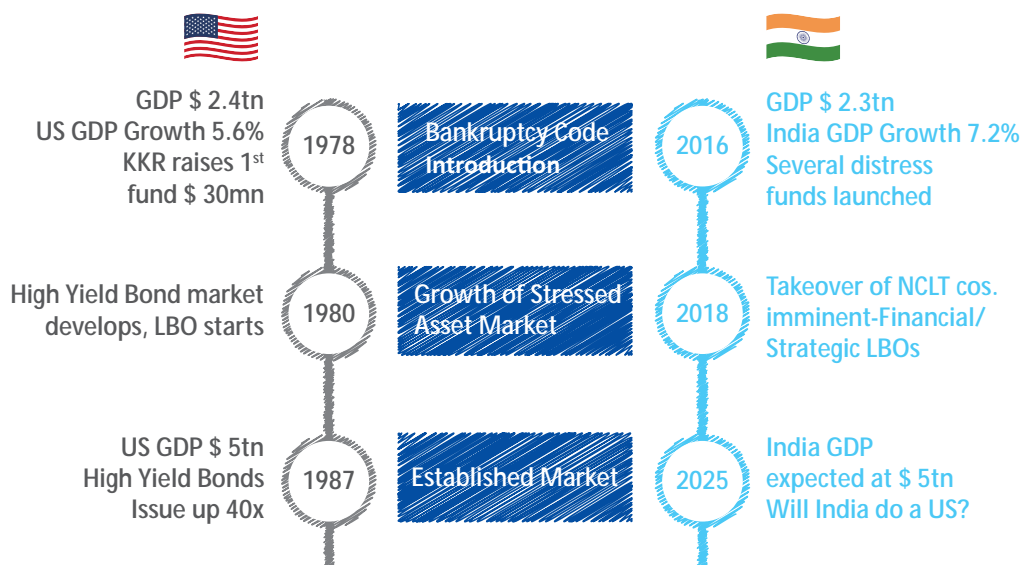 GDP $ 2.4tn
US GDP Growth 5.6%
KKR raises 1st
fund $ 30mn
1978
Bankruptcy Code
Introduction
2016
GDP $ 2.3tn
India GDP Growth 7.2%
Several distress
funds launched
High Yield Bond market
develops, LBO starts
1980
Growth of Stressed
Asset Market
2018
Takeover of NCLT cos.
imminent-Financial/
Strategic LBOs
US GDP $ 5tn
High Yield Bonds
Issue up 40x
1987
Established Market
2025
India GDP
expected at $ 5tn
Will India do a US?